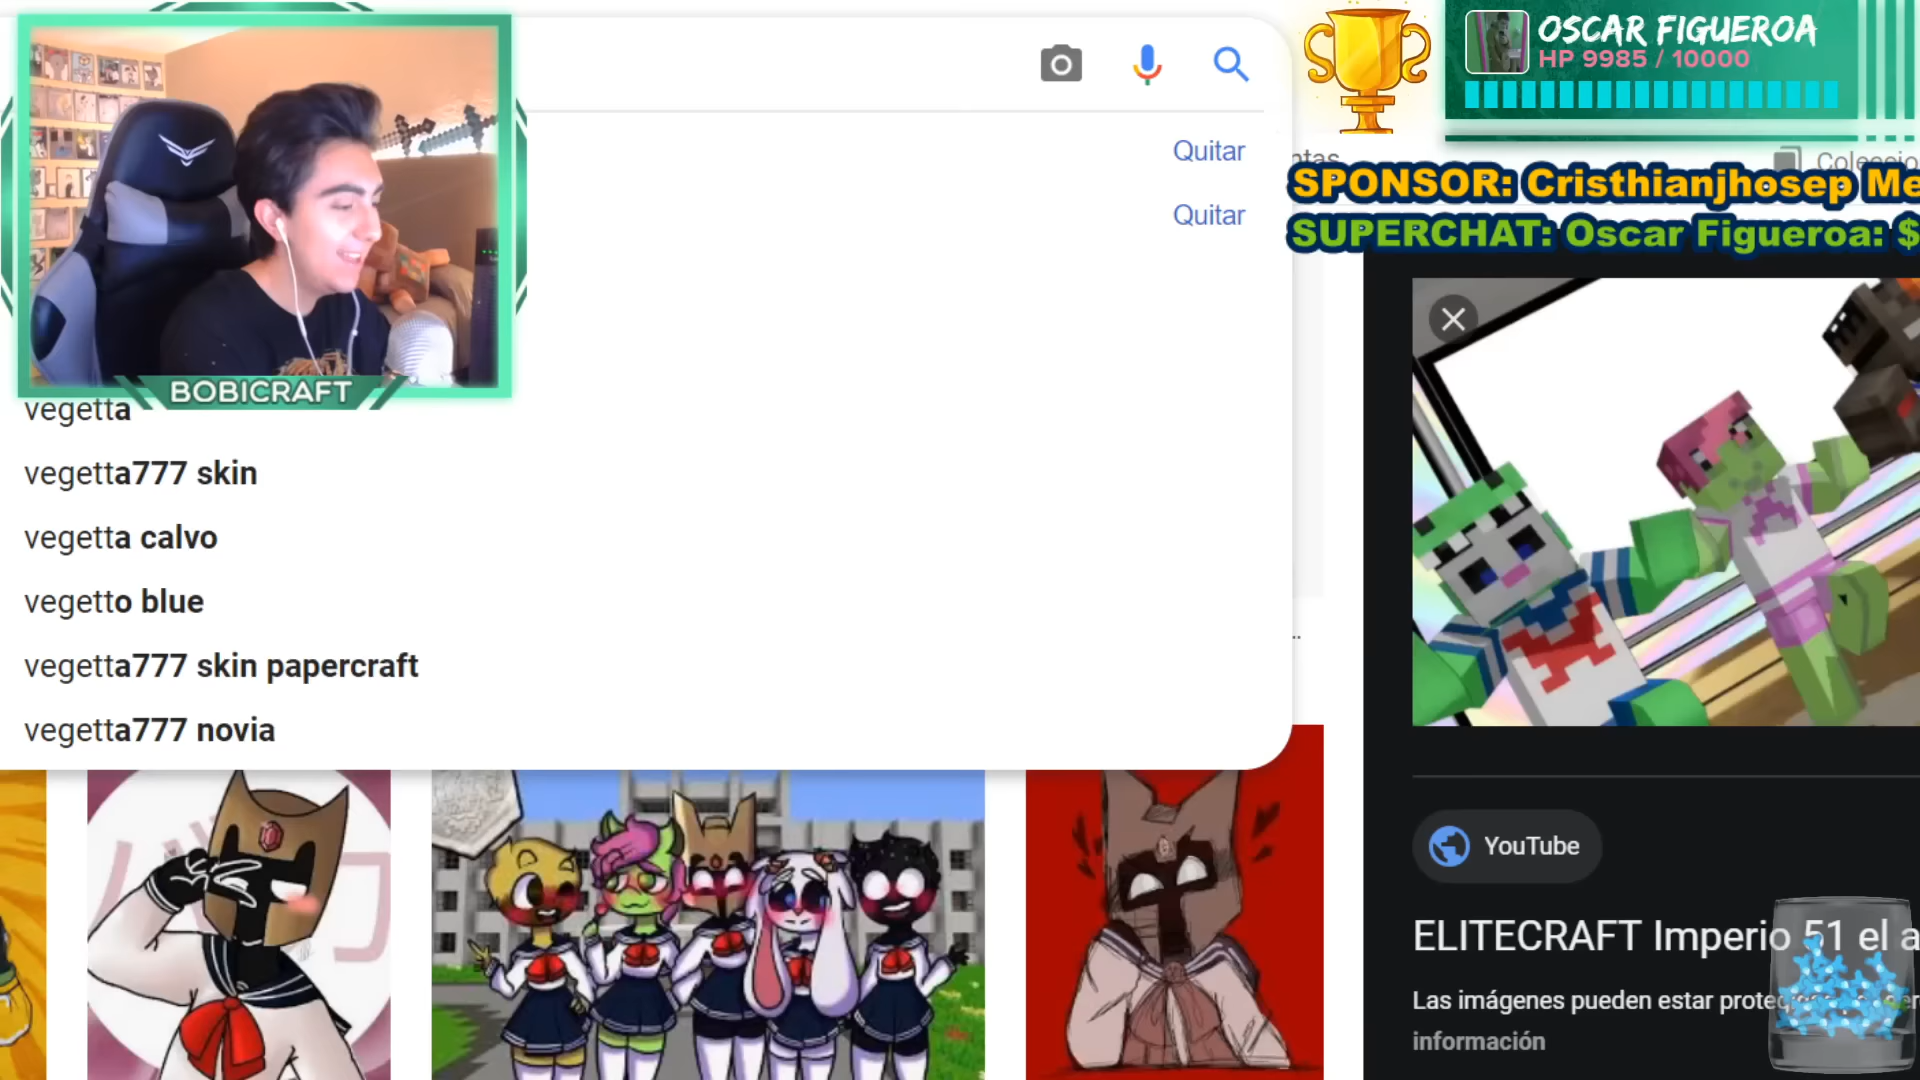 OSCAR FIGUEROA
HP 9985 / 10000
Quitar
Quitar
SPONSOR: Cristhianjhosep Me
SUPERCHAT: Oscar Figueroa: $
BOBICRAFT
vegetta
vegetta777 skin
vegetta calvo
vegetto blue
vegetta777 skin papercraft
vegetta777 novia
YouTube
ELITECRAFT Imperio 51 el a
Las imágenes pueden estar
información